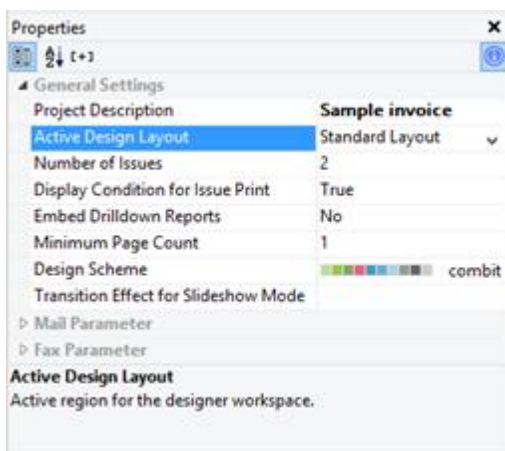 Properties
[+]
General Settings
Project Description Sample invoice
Active Design Layout Standard Layout
Number of Issues 2
Display Condition for Issue Print True
Embed Drilldown Reports No
Minimum Page Count 1
Design Scheme combit
Transition Effect for Slideshow Mode
Mail Parameter
Fax Parameter
Active Design Layout
Active region for the designer workspace.